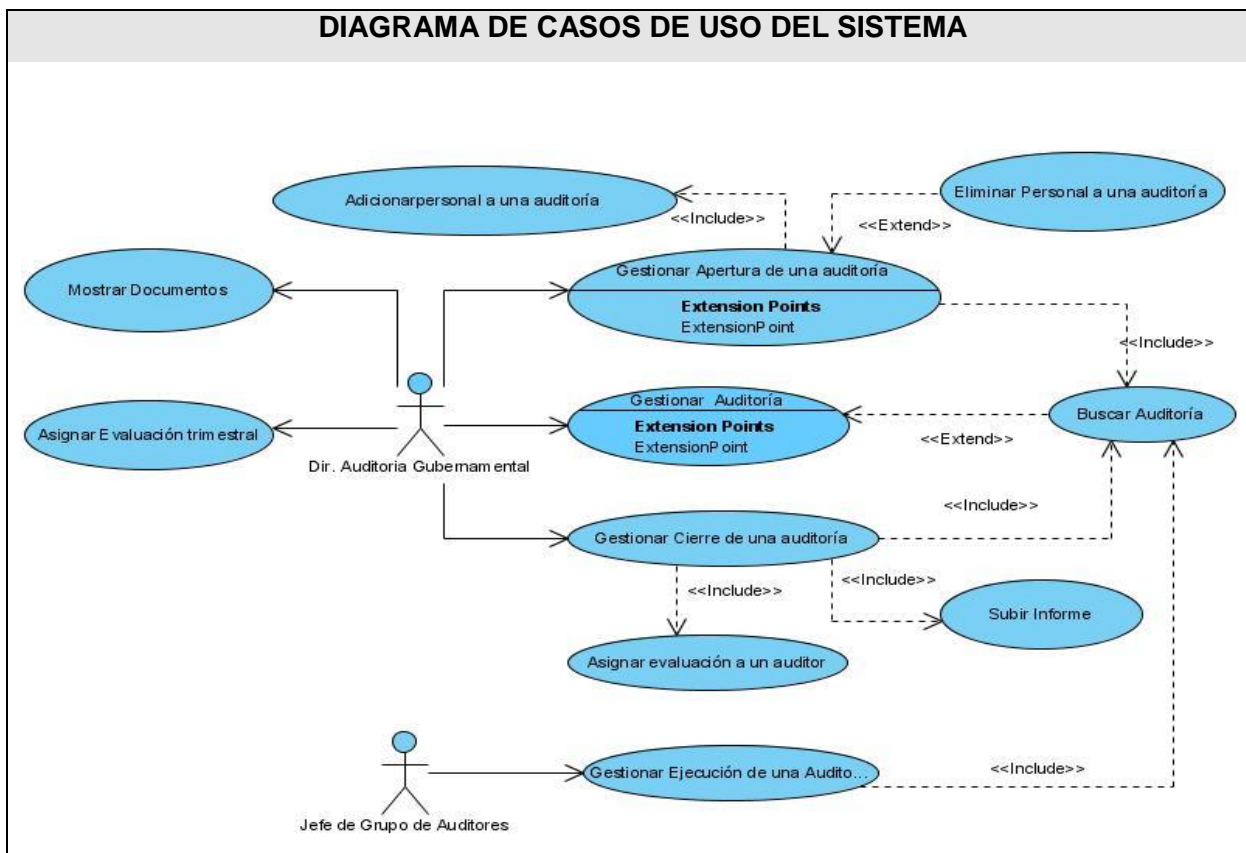 DIAGRAMA DE CASOS DE USO DEL SISTEMA
Adicionarpersonal a una auditoría
<<Include>>
Eliminar Personal a una auditoría
<<Extend>>
Mostrar Documentos
Gestionar Apertura de una auditoría
Extension Points
ExtensionPoint
<<Include>>
Asignar Evaluación trimestral
Dir. Auditoria Gubernamental
Gestionar Auditoría
Extension Points
ExtensionPoint
<<Extend>>
Buscar Auditoría
Gestionar Cierre de una auditoría
<<Include>>
<<Include>>
<<Include>>
Subir Informe
Asignar evaluación a un auditor
Gestionar Ejecución de una Audito...
<<Include>>
Jefe de Grupo de Auditores